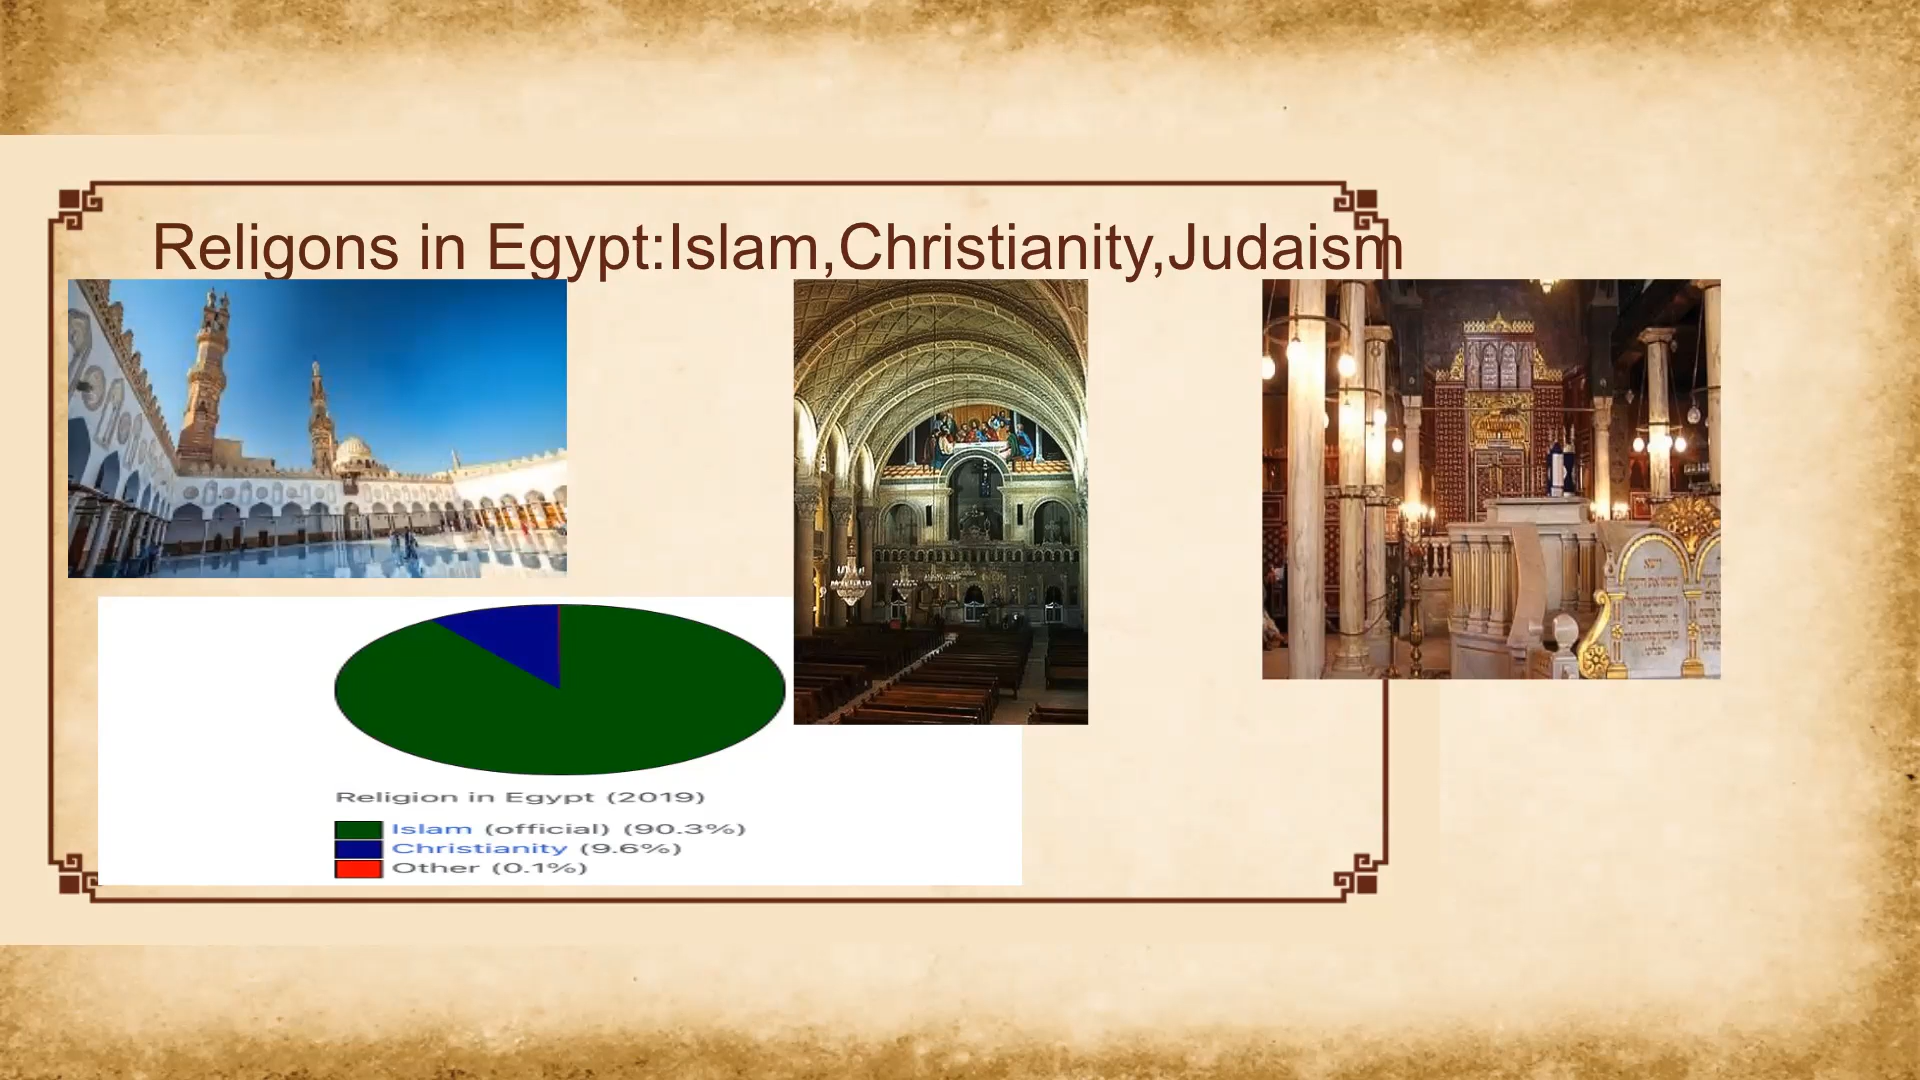 Religons in Egypt:Islam,Christianity,Judaism
Religion in Egypt (2019)
Islam (official) (90.3%)
Christianity (9.6%)
Other (0.1%)